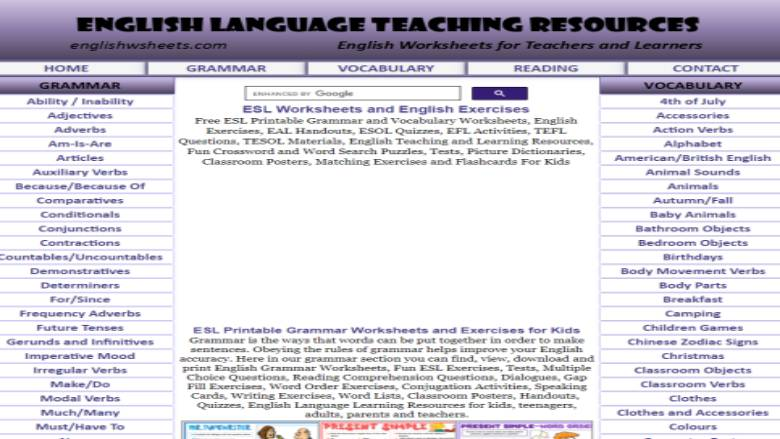 ENGLISH LANGUAGE TEACHING RESOURCES
englishwsheets.com
English Worksheets for Teachers and Learners
HOME
GRAMMAR
VOCABULARY
READING
CONTACT
GRAMMAR
Ability / Inability
Adjectives
Adverbs
Am-Is-Are
Articles
Auxiliary Verbs
Because/Because Of
Comparatives
Conditionals
Conjunctions
Contractions
Countables/Uncountables
Demonstratives
Determiners
For/Since
Frequency Adverbs
Future Tenses
Gerunds and Infinitives
Imperative Mood
Irregular Verbs
Make/Do
Modal Verbs
Much/Many
Must/Have To
ENHANCED BY Google
ESL Worksheets and English Exercises
Free ESL Printable Grammar and Vocabulary Worksheets, English
Exercises, EAL Handouts, ESOL Quizzes, EFL Activities, TEFL
Questions, TESOL Materials, English Teaching and Learning Resources,
Fun Crossword and Word Search Puzzles, Tests, Picture Dictionaries,
Classroom Posters, Matching Exercises and Flashcards For Kids
ESL Printable Grammar Worksheets and Exercises for Kids
Grammar is the ways that words can be put together in order to make
sentences. Obeying the rules of grammar helps improve your English
accuracy. Here in our grammar section you can find, view, download and
print English Grammar Worksheets, Fun ESL Exercises, Tests, Multiple
Choice Questions, Reading Comprehension Questions, Dialogues, Gap
Fill Exercises, Word Order Exercises, Conjugation Activities, Speaking
Cards, Writing Exercises, Word Lists, Classroom Posters, Handouts,
Quizzes, English Language Learning Resources for kids, teenagers,
adults, parents and teachers.
PRESENT SIMPLE
PRESENT SIMPLE-WORD ORDER
VOCABULARY
4th of July
Accessories
Action Verbs
Alphabet
American/British English
Animal Sounds
Animals
Autumn/Fall
Baby Animals
Bathroom Objects
Bedroom Objects
Birthdays
Body Movement Verbs
Body Parts
Breakfast
Camping
Children Games
Chinese Zodiac Signs
Christmas
Classroom Objects
Classroom Verbs
Clothes
Clothes and Accessories
Colours